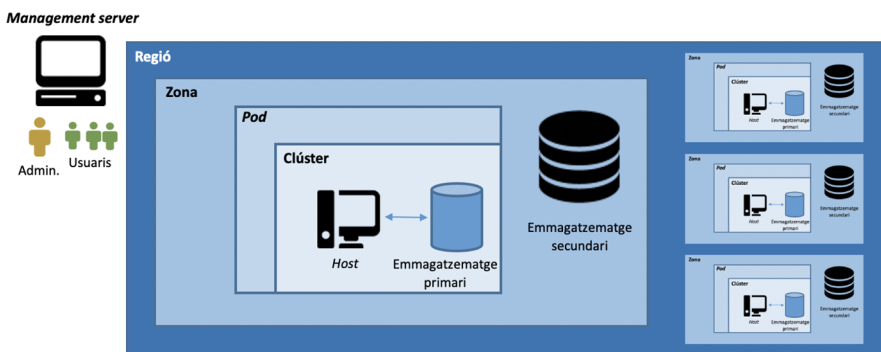 Management server
Admin.
Usuaris
Regió
Zona
Pod
Clúster
Host
Emmagatzematge
primari
Emmagatzematge
secundari
Zona
Pod
Clúster
Host
Emmagatzematge
primari
Emmagatzematge
secundari
Zona
Pod
Clúster
Host
Emmagatzematge
primari
Emmagatzematge
secundari
Zona
Pod
Clúster
Host
Emmagatzematge
primari
Emmagatzematge
secundari